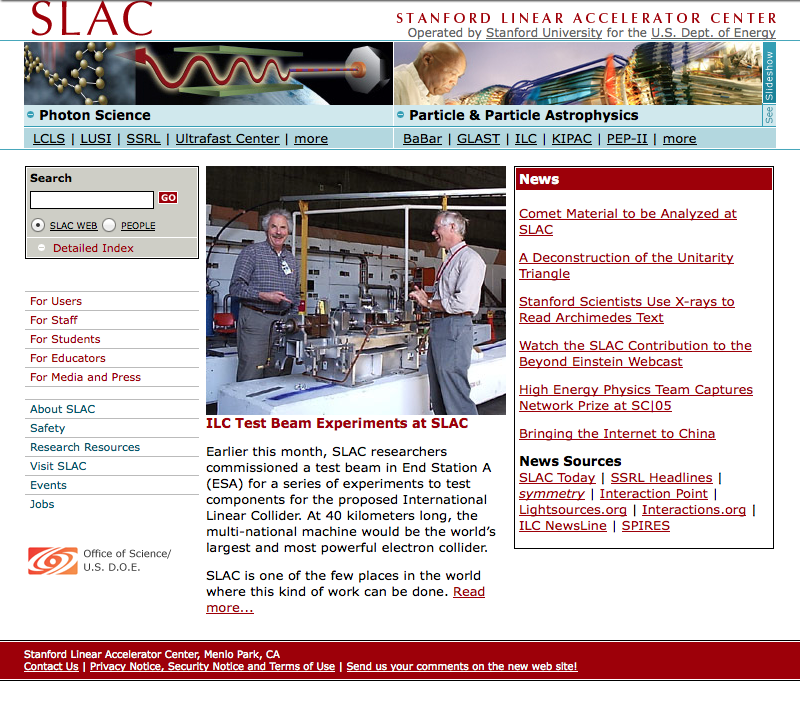 SLAC
STANFORD LINEAR ACCELERATOR CENTER
Operated by Stanford University for the U.S. Dept. of Energy
See Slideshow
Photon Science
LCLS | LUSI | SSRL | Ultrafast Center | more
Particle & Particle Astrophysics
BaBar | GLAST | ILC | KIPAC | PEP-II | more
Search
GO
SLAC WEB PEOPLE
Detailed Index
For Users
For Staff
For Students
For Educators
For Media and Press
About SLAC
Safety
Research Resources
Visit SLAC
Events
Jobs
Office of Science/
U.S. D.O.E.
ILC Test Beam Experiments at SLAC
Earlier this month, SLAC researchers
commissioned a test beam in End Station A
(ESA) for a series of experiments to test
components for the proposed International
Linear Collider. At 40 kilometers long, the
multi-national machine would be the world’s
largest and most powerful electron collider.
SLAC is one of the few places in the world
where this kind of work can be done. Read
more...
News
Comet Material to be Analyzed at
SLAC
A Deconstruction of the Unitarity
Triangle
Stanford Scientists Use X-rays to
Read Archimedes Text
Watch the SLAC Contribution to the
Beyond Einstein Webcast
High Energy Physics Team Captures
Network Prize at SC|05
Bringing the Internet to China
News Sources
SLAC Today | SSRL Headlines |
symmetry | Interaction Point |
Lightsources.org | Interactions.org |
ILC NewsLine | SPIRES
Stanford Linear Accelerator Center, Menlo Park, CA
Contact Us | Privacy Notice, Security Notice and Terms of Use | Send us your comments on the new web site!